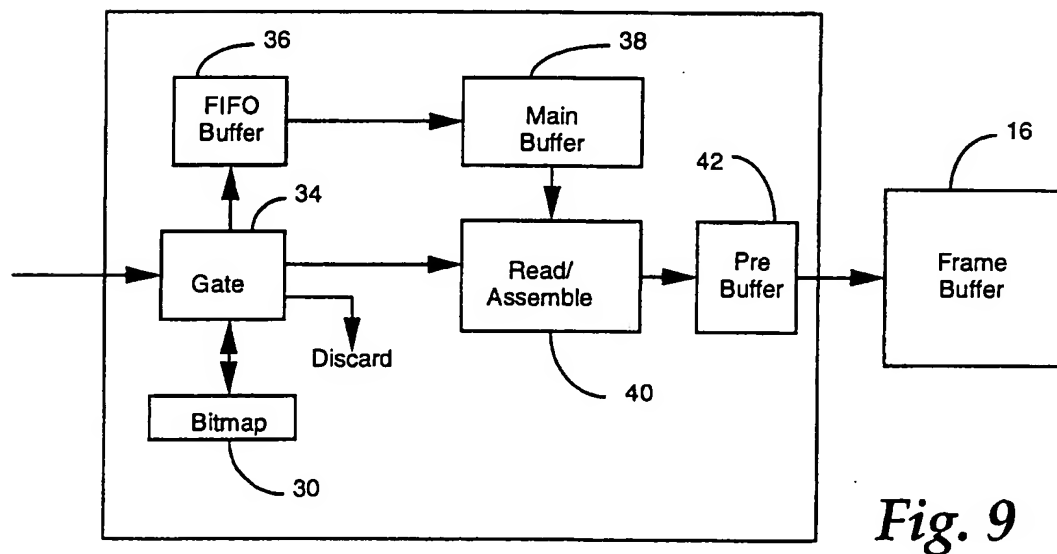 36
FIFO
Buffer
38
Main
Buffer
42
16
34
Gate
Read/
Assemble
Pre
Buffer
Frame
Buffer
Discard
40
Bitmap
30
Fig. 9